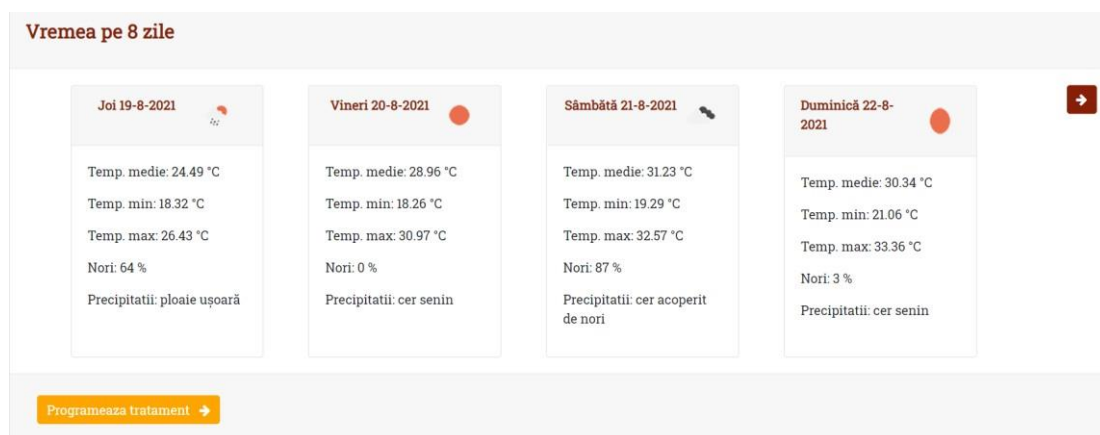 Vremea pe 8 zile
Joi 19-8-2021
Temp. medie: 24.49 °C
Temp. min: 18.32 °C
Temp. max: 26.43 °C
Nori: 64 %
Precipitatii: ploaie ușoară
Vineri 20-8-2021
Temp. medie: 28.96 °C
Temp. min: 18.26 °C
Temp. max: 30.97 °C
Nori: 0 %
Precipitatii: cer senin
Sâmbătă 21-8-2021
Temp. medie: 31.23 °C
Temp. min: 19.29 °C
Temp. max: 32.57 °C
Nori: 87 %
Precipitatii: cer acoperit
de nori
Duminică 22-8-
2021
Temp. medie: 30.34 °C
Temp. min: 21.06 °C
Temp. max: 33.36 °C
Nori: 3 %
Precipitatii: cer senin
Programeaza tratament